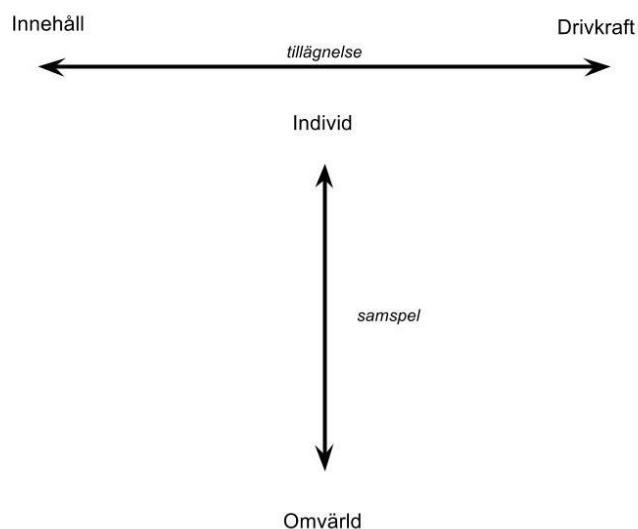 Innehåll
Drivkraft
tillägnelse
Individ
samspel
Omvärld